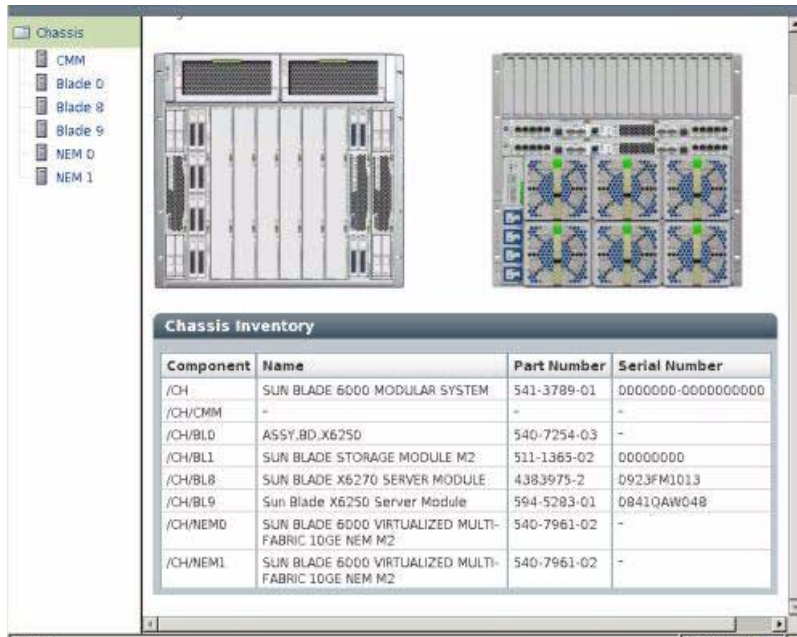 Chassis
CMM
Blade 0
Blade 8
Blade 9
NEM 0
NEM 1
Chassis Inventory
Component Name Part Number Serial Number
/CH SUN BLADE 6000 MODULAR SYSTEM 541-3789-01 0000000-0000000000
/CH/CMM - - -
/CH/BL0 ASSY,BD,X6250 540-7254-03 -
/CH/BL1 SUN BLADE STORAGE MODULE M2 511-1365-02 00000000
/CH/BL8 SUN BLADE X6270 SERVER MODULE 4383975-2 0923FM1013
/CH/BL9 Sun Blade X6250 Server Module 594-5283-01 0841QAW048
/CH/NEM0 SUN BLADE 6000 VIRTUALIZED MULTI-
FABRIC 10GE NEM M2 540-7961-02 -
/CH/NEM1 SUN BLADE 6000 VIRTUALIZED MULTI-
FABRIC 10GE NEM M2 540-7961-02 -